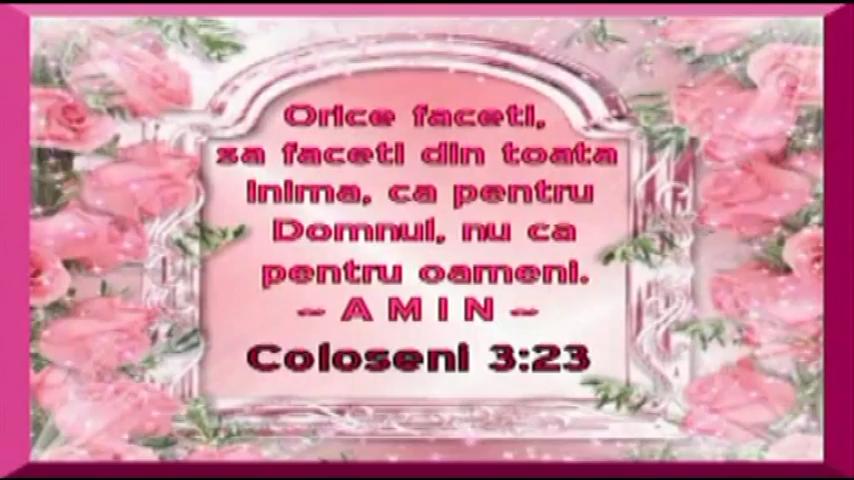 Orice faceti,
sa faceti din toata
inima, ca pentru
Domnul, nu ca
pentru oameni.
~ A M I N ~
Coloseni 3:23